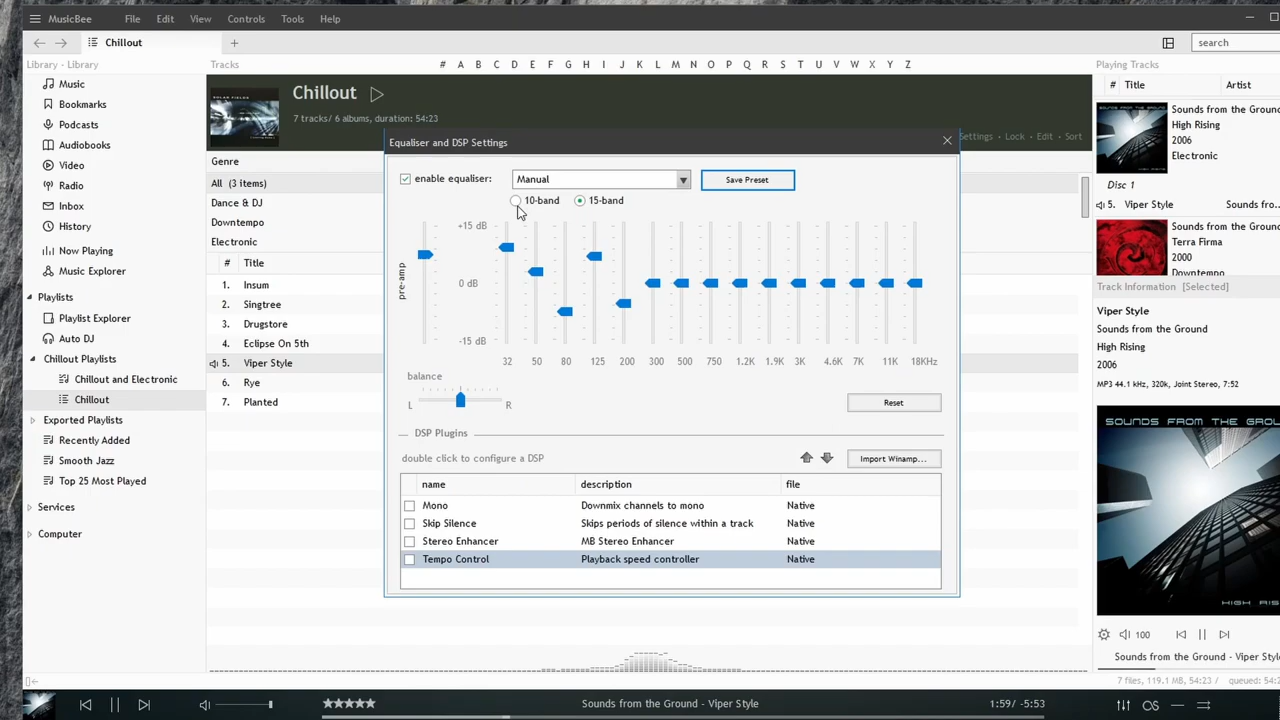 MusicBee File Edit View Controls Tools Help
Chillout
search
Library - Library
Tracks
# A B C D E F G H I J K L M N O P Q R S T U V W X Y Z
Playing Tracks
Music
Bookmarks
Podcasts
Audiobooks
Video
Radio
Inbox
History
Now Playing
Music Explorer
Playlists
Playlist Explorer
Auto DJ
Chillout Playlists
Chillout and Electronic
Chillout
Exported Playlists
Recently Added
Smooth Jazz
Top 25 Most Played
Services
Computer
Chillout
7 tracks/ 6 albums, duration: 54:23
Settings · Lock · Edit · Sort
Genre
All (3 items)
Dance & DJ
Downtempo
Electronic
# Title
1. Insum
2. Singtree
3. Drugstore
4. Eclipse On 5th
5. Viper Style
6. Rye
7. Planted
Equaliser and DSP Settings
enable equaliser:
Manual
Save Preset
10-band
15-band
+15 dB
0 dB
-15 dB
pre-amp
32 50 80 125 200 300 500 750 1.2K 1.9K 3K 4.6K 7K 11K 18KHz
balance
L R
Reset
DSP Plugins
double click to configure a DSP
Import Winamp...
name description file
Mono Downmix channels to mono Native
Skip Silence Skips periods of silence within a track Native
Stereo Enhancer MB Stereo Enhancer Native
Tempo Control Playback speed controller Native
# Title Artist
Sounds from the Ground
High Rising
2006
Electronic
Disc 1
5. Viper Style Sounds fro...
Sounds from the Ground
Terra Firma
2000
Downtempo
Track Information [Selected]
Viper Style
Sounds from the Ground
High Rising
2006
MP3 44.1 kHz, 320k, Joint Stereo, 7:52
SOUNDS FROM THE GROUND
HIGH RIS
100
Sounds from the Ground - Viper Style
7 files, 119.1 MB, 54:23 / queued: 54:2
Sounds from the Ground - Viper Style
1:59/ -5:53